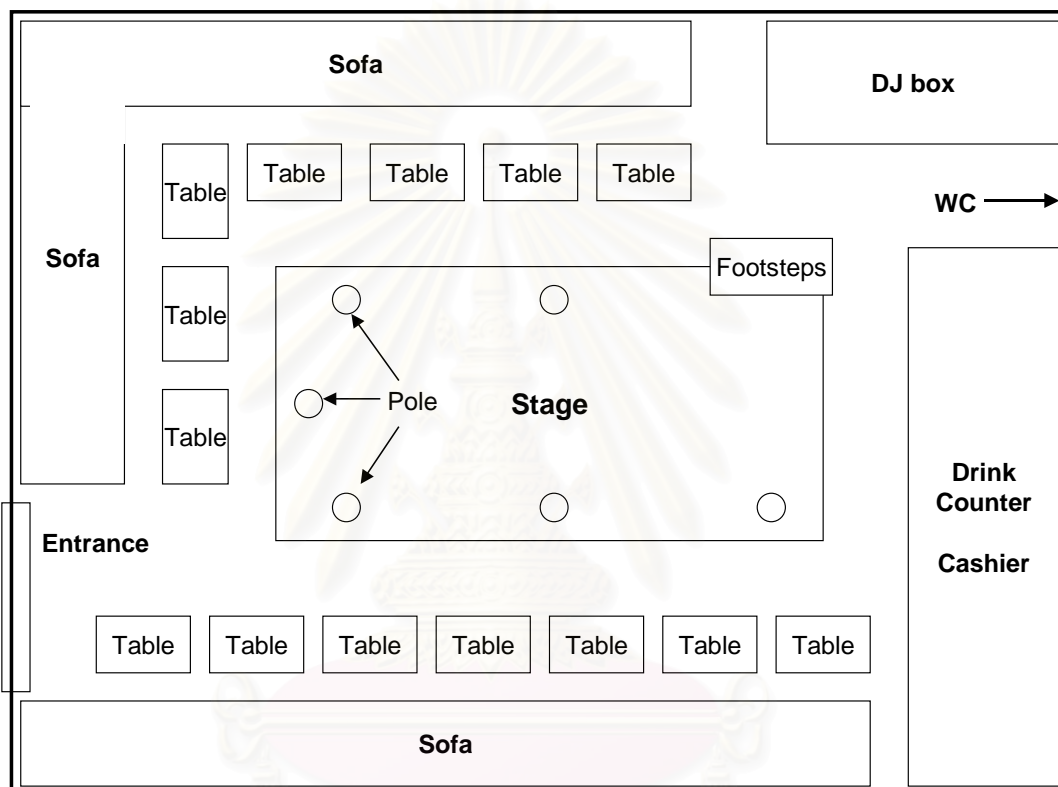 Sofa
DJ box
Table
Table
Table
Table
Table
WC
Sofa
Footsteps
Table
Pole
Stage
Table
Drink
Counter
Cashier
Entrance
Table
Table
Table
Table
Table
Table
Table
Sofa